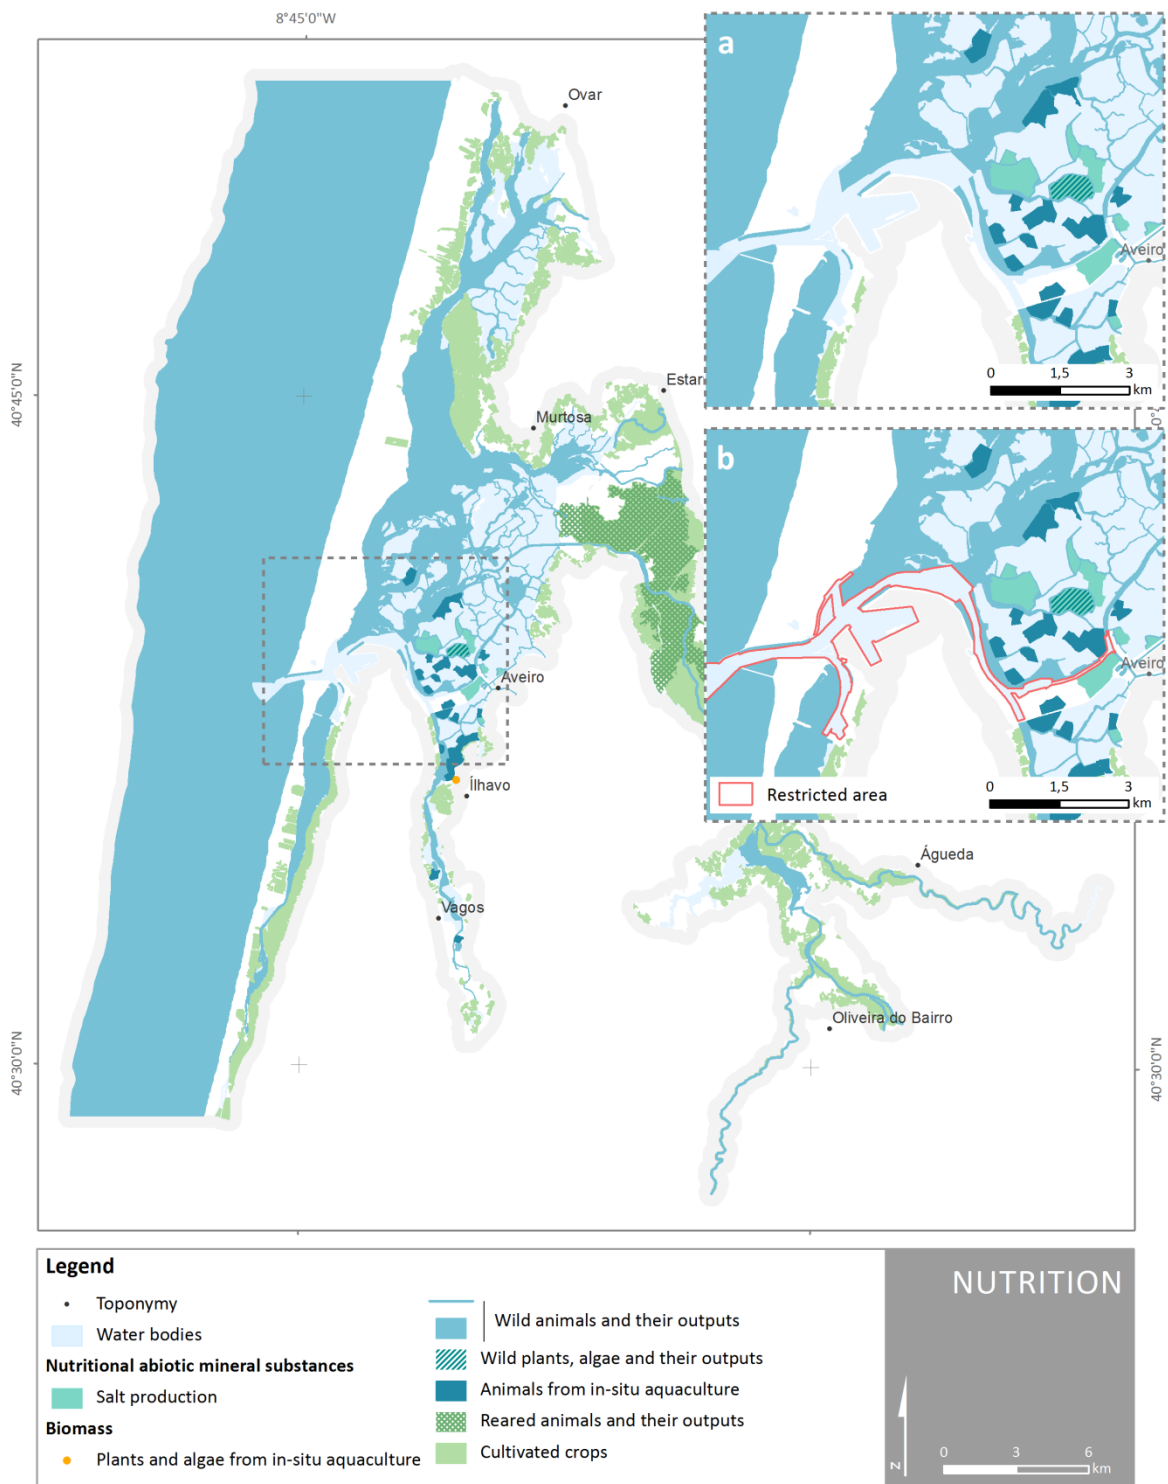 8°45'0"W
a
Ovar
Aveiro
0 1,5 3
km
40°45'0"N
Estar
Murtosa
b
Aveiro
Restricted area
0 1,5 3
km
Aveiro
Ílhavo
Águeda
Vagos
Oliveira do Bairro
40°30'0"N
40°30'0"N
Legend
Toponymy
Water bodies
Nutritional abiotic mineral substances
Salt production
Biomass
Plants and algae from in-situ aquaculture
Wild animals and their outputs
Wild plants, algae and their outputs
Animals from in-situ aquaculture
Reared animals and their outputs
Cultivated crops
NUTRITION
N
0 3 6
km